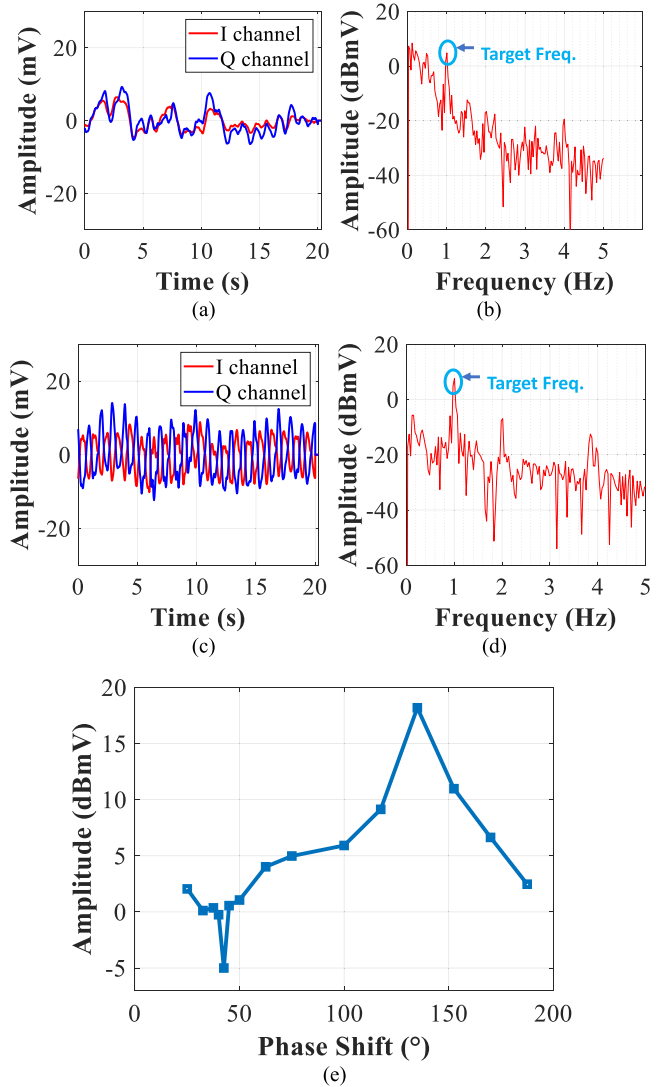 20
0
-20
Amplitude (mV)
I channel
Q channel
0
5
10
15
20
Time (s)
(a)
20
0
-20
-40
-60
Amplitude (dBmV)
Target Freq.
0
1
2
3
4
5
Frequency (Hz)
(b)
20
0
-20
Amplitude (mV)
I channel
Q channel
0
5
10
15
20
Time (s)
(c)
20
0
-20
-40
-60
Amplitude (dBmV)
Target Freq.
0
1
2
3
4
5
Frequency (Hz)
(d)
20
15
10
5
0
-5
Amplitude (dBmV)
0
50
100
150
200
Phase Shift (°)
(e)